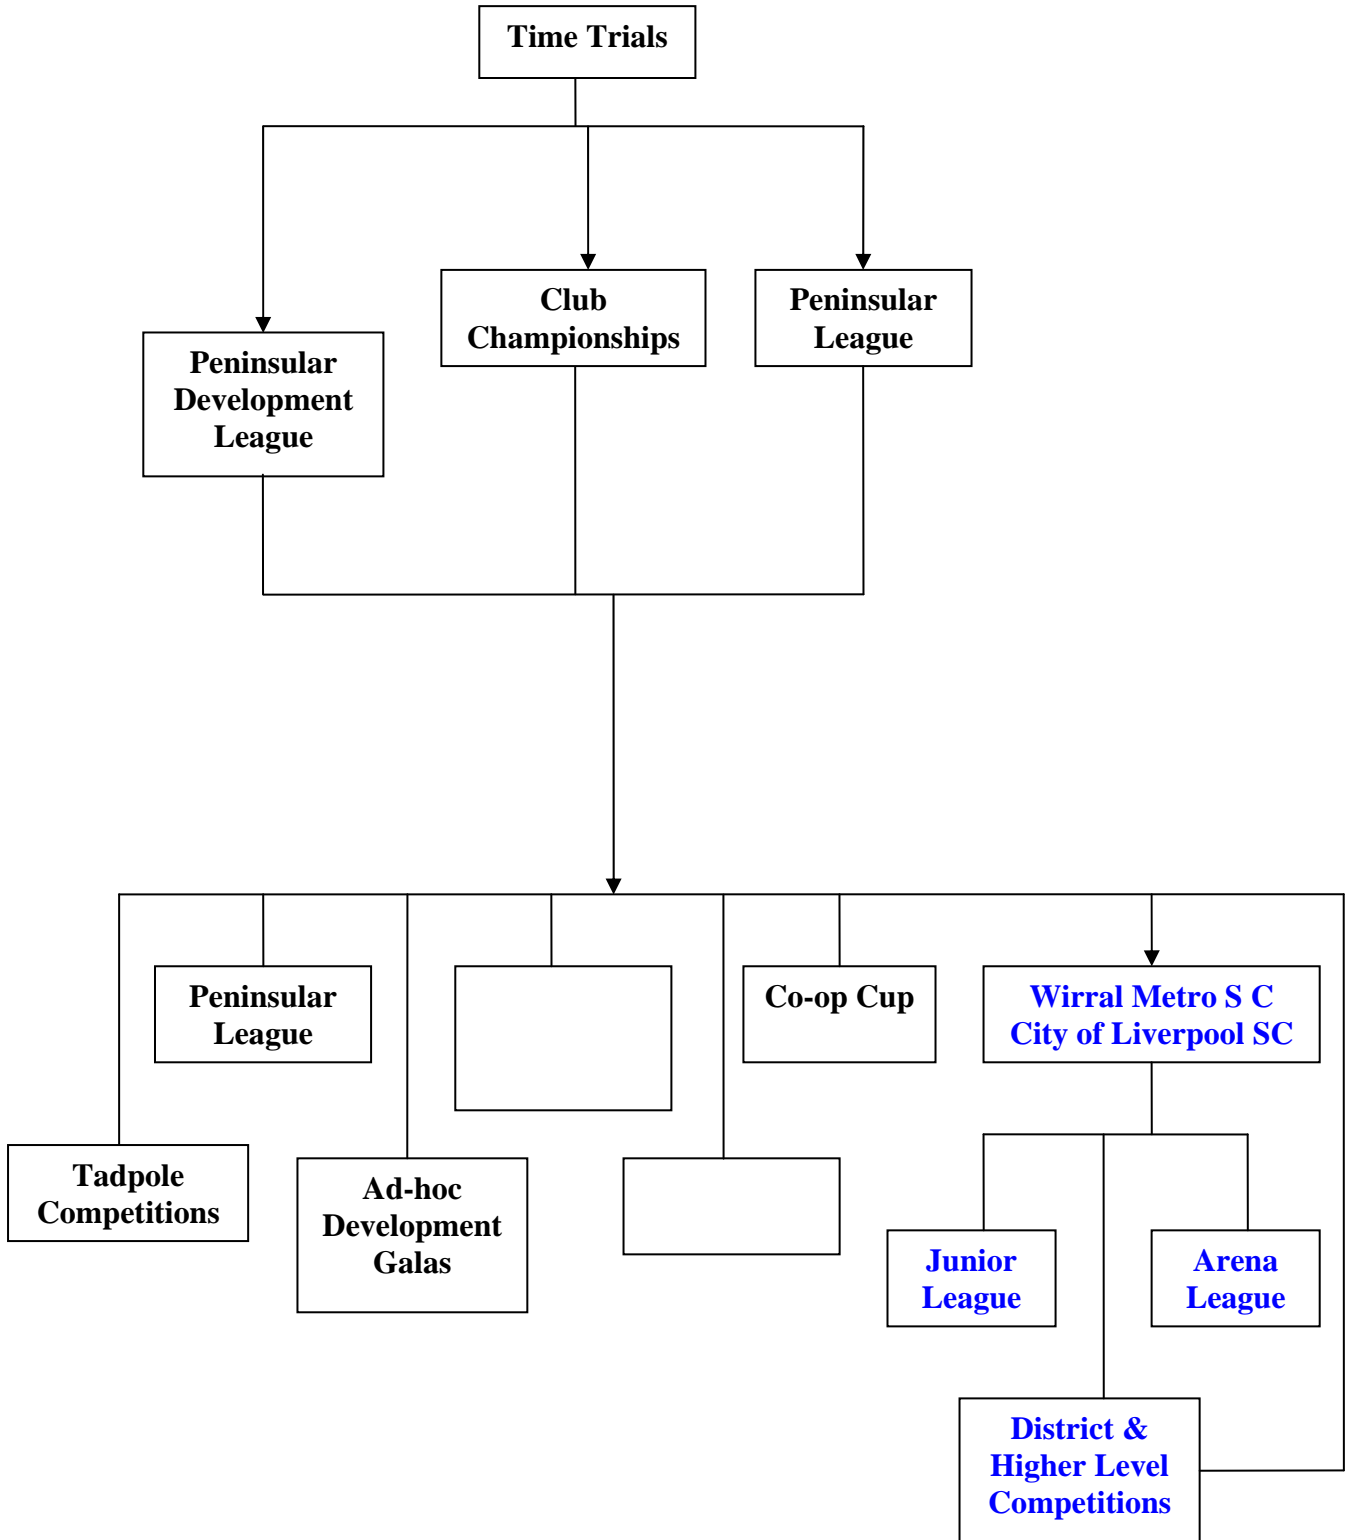 Time Trials
Club
Championships
Peninsular
League
Peninsular
Development
League
Peninsular
League
Co-op Cup
Wirral Metro S C
City of Liverpool SC
Tadpole
Competitions
Ad-hoc
Development
Galas
Junior
League
Arena
League
District &
Higher Level
Competitions